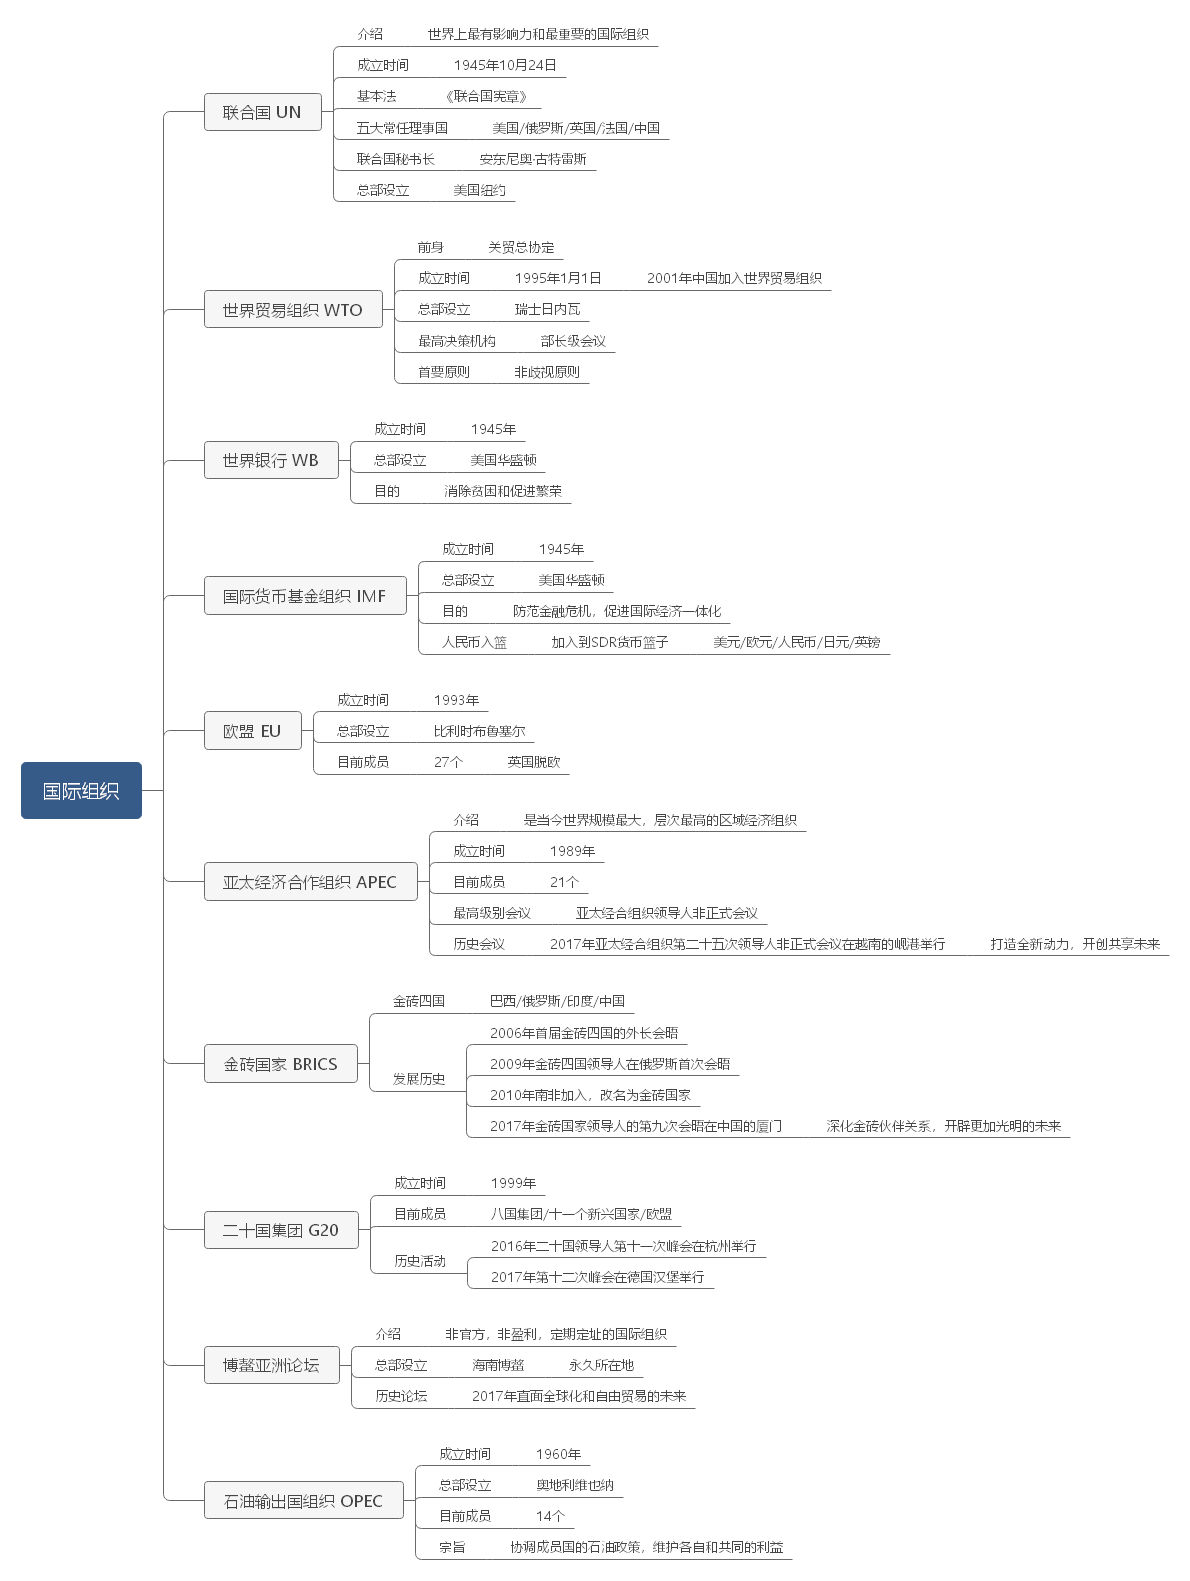 国际组织
联合国 UN
介绍 世界上最有影响力和最重要的国际组织
成立时间 1945年10月24日
基本法 《联合国宪章》
五大常任理事国 美国/俄罗斯/英国/法国/中国
联合国秘书长 安东尼奥·古特雷斯
总部设立 美国纽约
世界贸易组织 WTO
前身 关贸总协定
成立时间 1995年1月1日 2001年中国加入世界贸易组织
总部设立 瑞士日内瓦
最高决策机构 部长级会议
首要原则 非歧视原则
世界银行 WB
成立时间 1945年
总部设立 美国华盛顿
目的 消除贫困和促进繁荣
国际货币基金组织 IMF
成立时间 1945年
总部设立 美国华盛顿
目的 防范金融危机，促进国际经济一体化
人民币入篮 加入到SDR货币篮子 美元/欧元/人民币/日元/英镑
欧盟 EU
成立时间 1993年
总部设立 比利时布鲁塞尔
目前成员 27个 英国脱欧
亚太经济合作组织 APEC
介绍 是当今世界规模最大，层次最高的区域经济组织
成立时间 1989年
目前成员 21个
最高级别会议 亚太经合组织领导人非正式会议
历史会议 2017年亚太经合组织第二十五次领导人非正式会议在越南的岘港举行 打造全新动力，开创共享未来
金砖国家 BRICS
金砖四国 巴西/俄罗斯/印度/中国
发展历史
2006年首届金砖四国的外长会晤
2009年金砖四国领导人在俄罗斯首次会晤
2010年南非加入，改名为金砖国家
2017年金砖国家领导人的第九次会晤在中国的厦门 深化金砖伙伴关系，开辟更加光明的未来
二十国集团 G20
成立时间 1999年
目前成员 八国集团/十一个新兴国家/欧盟
历史活动
2016年二十国领导人第十一次峰会在杭州举行
2017年第十二次峰会在德国汉堡举行
博鳌亚洲论坛
介绍 非官方，非盈利，定期定址的国际组织
总部设立 海南博鳌 永久所在地
历史论坛 2017年直面全球化和自由贸易的未来
石油输出国组织 OPEC
成立时间 1960年
总部设立 奥地利维也纳
目前成员 14个
宗旨 协调成员国的石油政策，维护各自和共同的利益